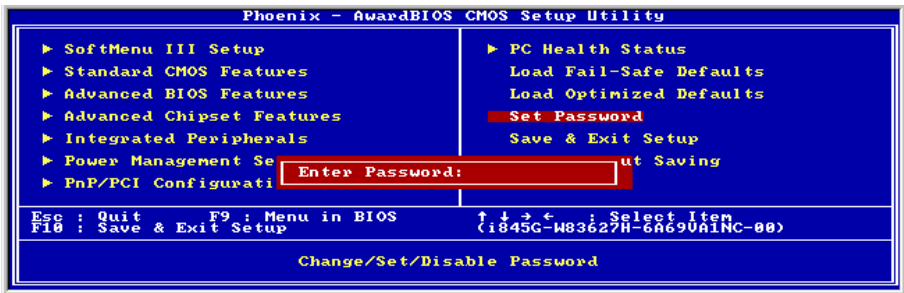 Phoenix - AwardBIOS CMOS Setup Utility
► SoftMenu III Setup
► Standard CMOS Features
► Advanced BIOS Features
► Advanced Chipset Features
► Integrated Peripherals
► Power Management Se
► PnP/PCI Configurati
► PC Health Status
Load Fail-Safe Defaults
Load Optimized Defaults
Set Password
Save & Exit Setup
ut Saving
Enter Password:
Esc : Quit F9 : Menu in BIOS ↑ ↓ → ← : Select Item
F10 : Save & Exit Setup (i845G-W83627H-6A69VA1NC-00)
Change/Set/Disable Password